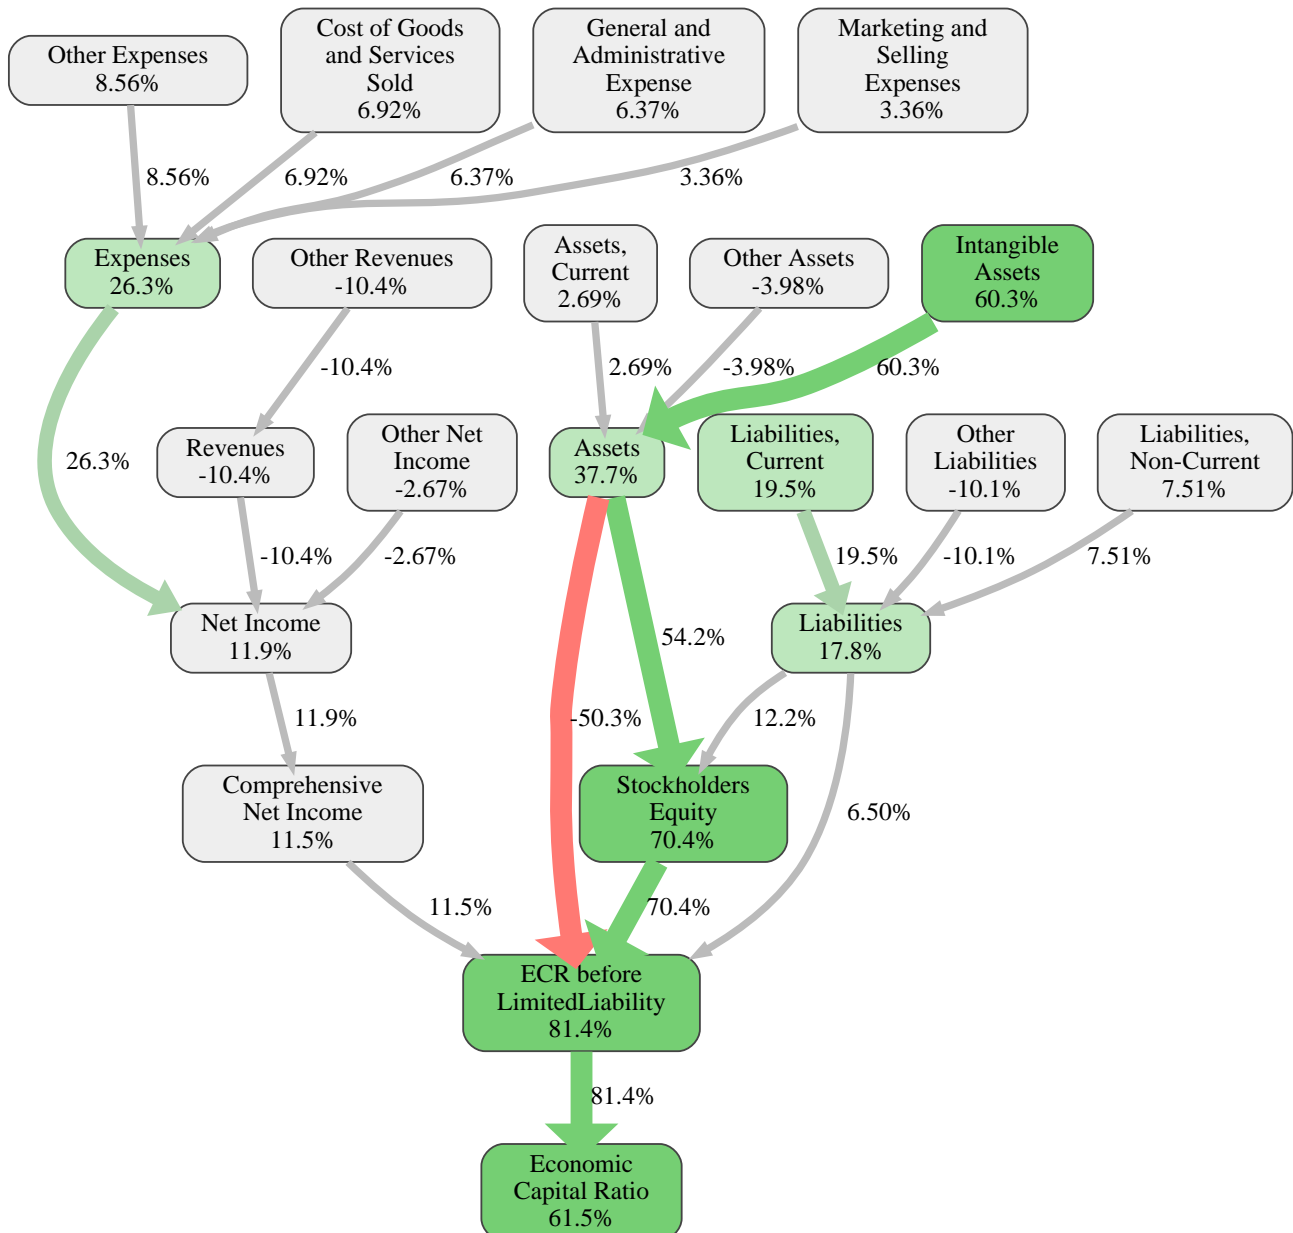 Other Expenses
8.56%
Cost of Goods
and Services
Sold
6.92%
General and
Administrative
Expense
6.37%
Marketing and
Selling
Expenses
3.36%
8.56%
6.92%
6.37%
3.36%
Expenses
26.3%
Other Revenues
-10.4%
Assets,
Current
2.69%
Other Assets
-3.98%
Intangible
Assets
60.3%
-10.4%
2.69%
-3.98%
60.3%
26.3%
Revenues
-10.4%
Other Net
Income
-2.67%
Assets
37.7%
Liabilities,
Current
19.5%
Other
Liabilities
-10.1%
Liabilities,
Non-Current
7.51%
-10.4%
-2.67%
19.5%
-10.1%
7.51%
Net Income
11.9%
54.2%
Liabilities
17.8%
11.9%
-50.3%
12.2%
Comprehensive
Net Income
11.5%
Stockholders
Equity
70.4%
6.50%
11.5%
70.4%
ECR before
LimitedLiability
81.4%
81.4%
Economic
Capital Ratio
61.5%